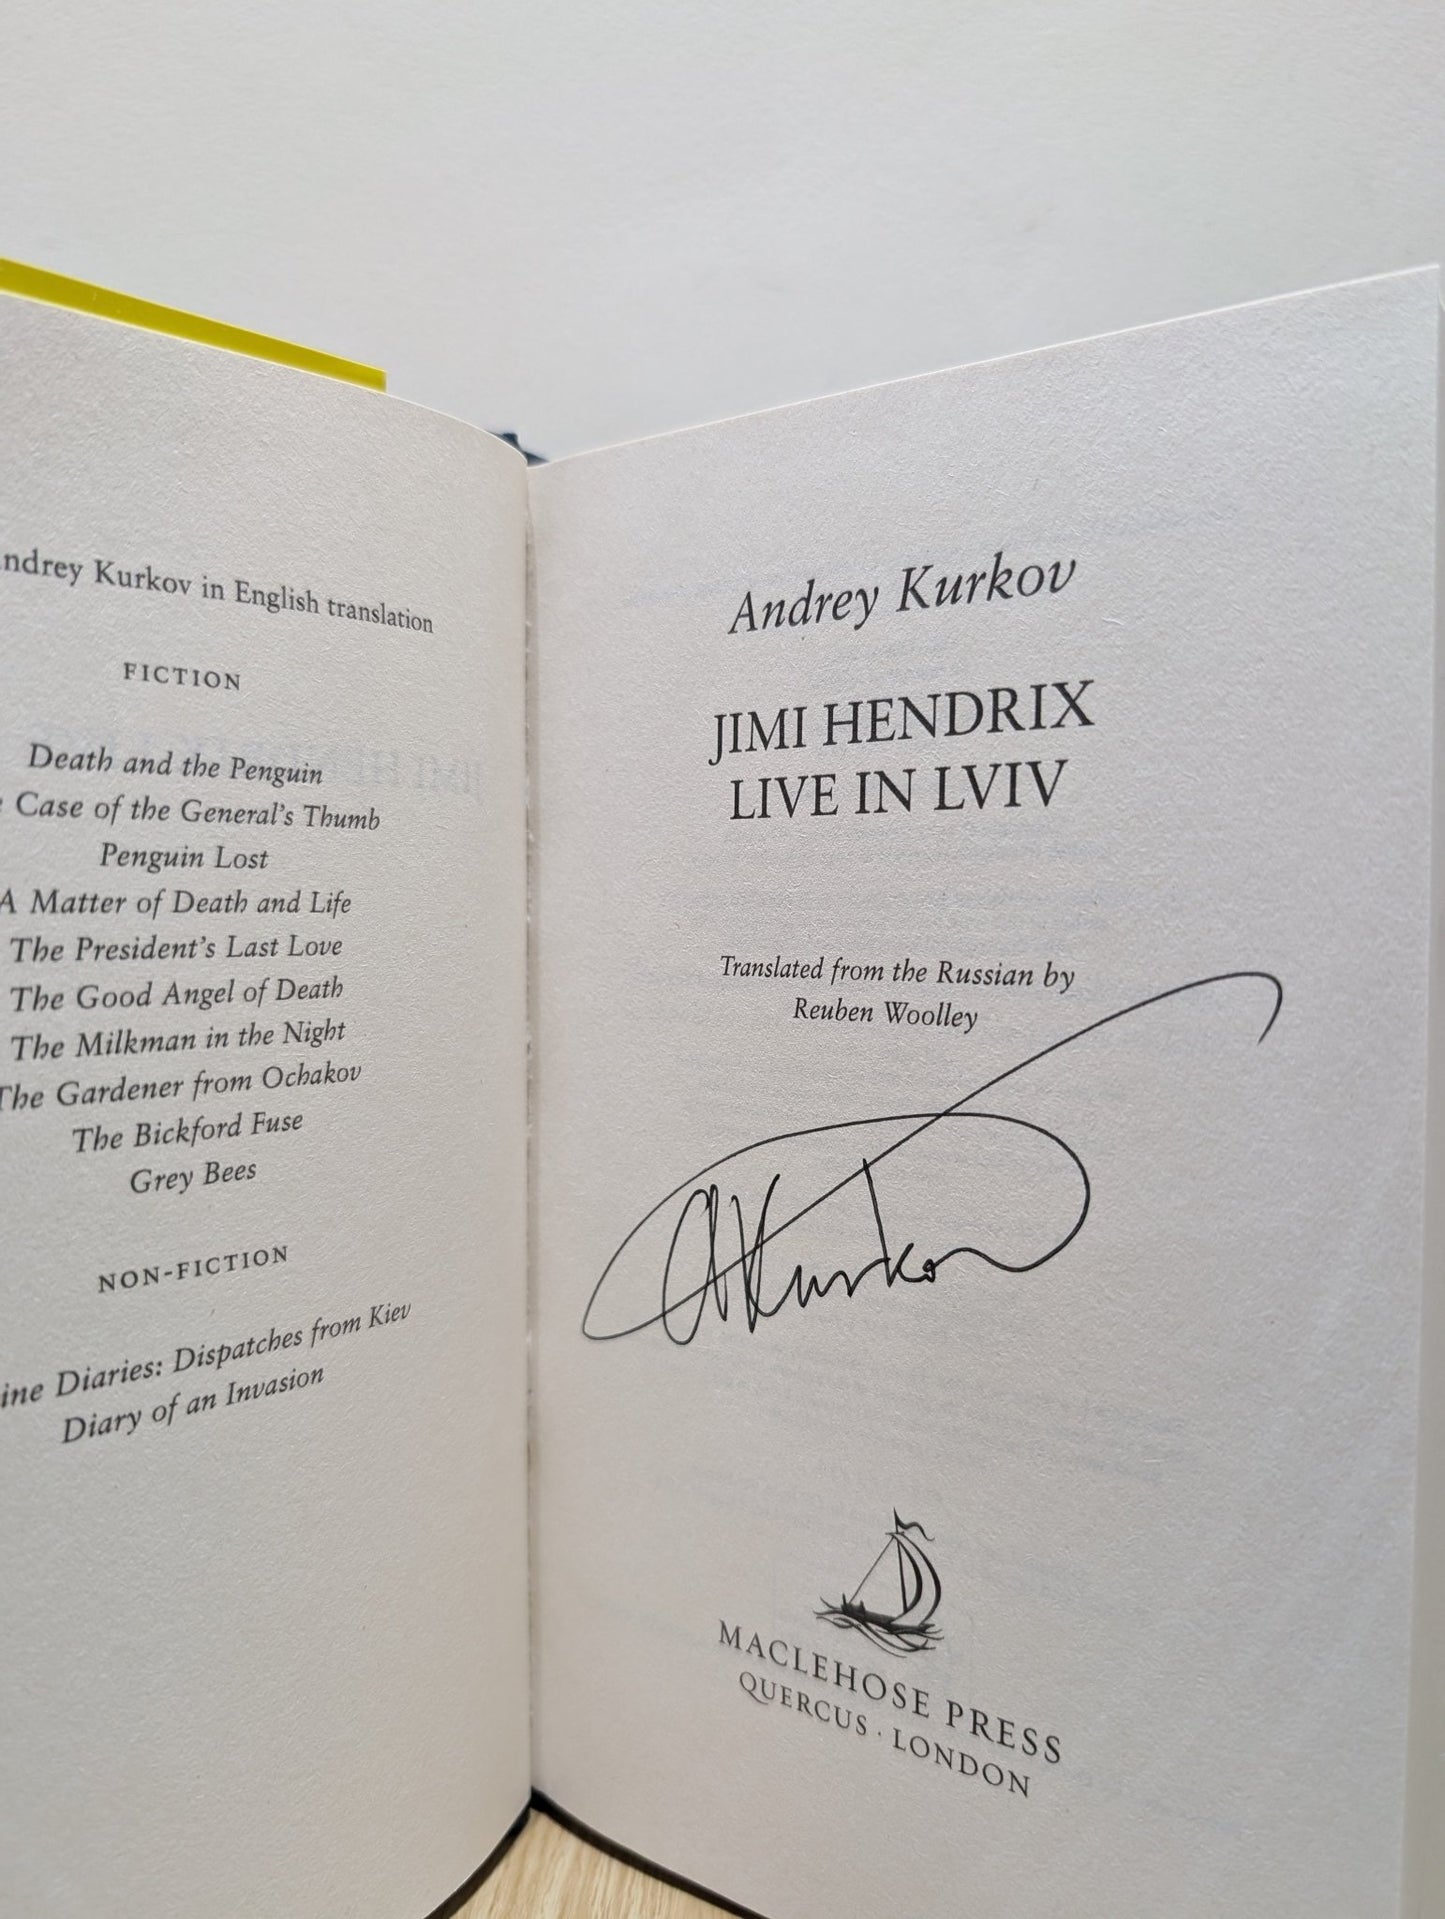 ndrey Kurkov in English translation
FICTION
Death and the Penguin
Case of the General's Thumb
Penguin Lost
A Matter of Death and Life
The President's Last Love
The Good Angel of Death
The Milkman in the Night
The Gardener from Ochakov
The Bickford Fuse
Grey Bees
NON-FICTION
ine Diaries: Dispatches from Kiev
Diary of an Invasion
Andrey Kurkov
JIMI HENDRIX
LIVE IN LVIV
Translated from the Russian by
Reuben Woolley
AKurkov
MACLEHOSE PRESS
QUERCUS · LONDON